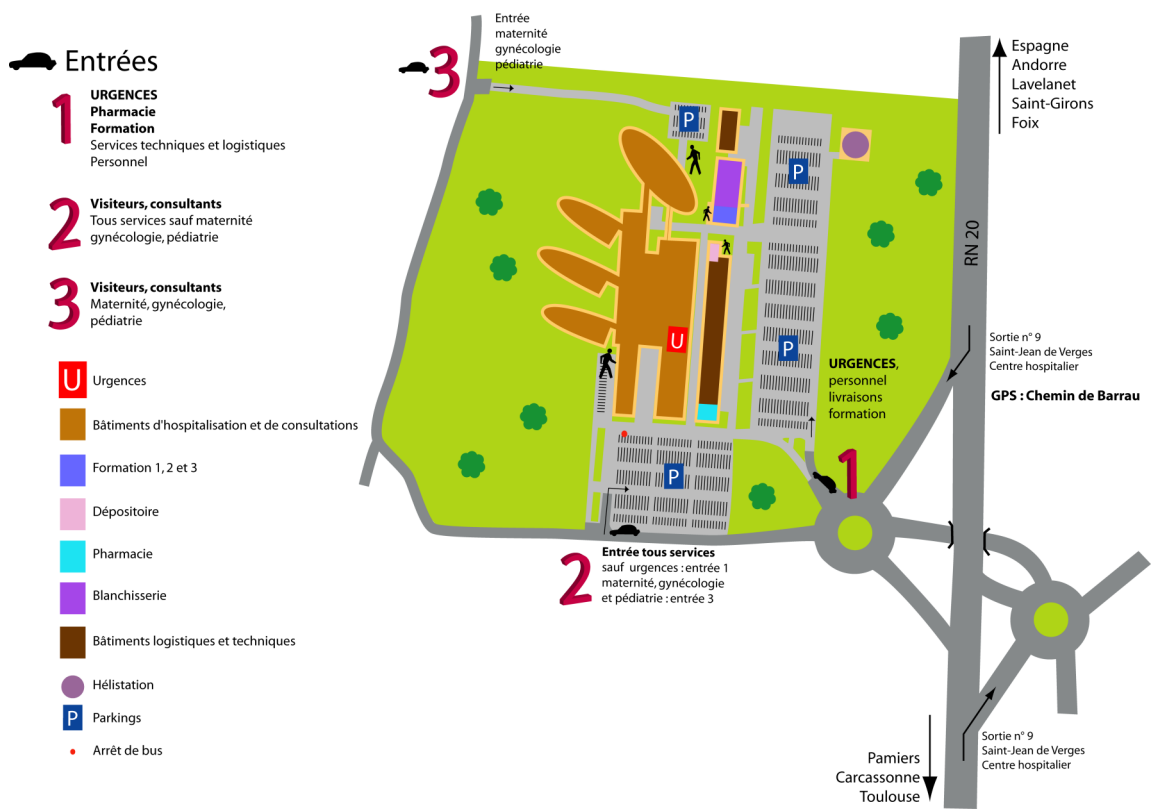 Entrées
1
URGENCES
Pharmacie
Formation
Services techniques et logistiques
Personnel
2
Visiteurs, consultants
Tous services sauf maternité
gynécologie, pédiatrie
3
Visiteurs, consultants
Maternité, gynécologie,
pédiatrie
U
Urgences
Bâtiments d'hospitalisation et de consultations
Formation 1, 2 et 3
Dépositoire
Pharmacie
Blanchisserie
Bâtiments logistiques et techniques
Hélistation
P
Parkings
Arrêt de bus
3
Entrée
maternité
gynécologie
pédiatrie
P
P
U
P
P
URGENCES,
personnel
livraisons
formation
1
2
Entrée tous services
sauf urgences : entrée 1
maternité, gynécologie
et pédiatrie : entrée 3
Espagne
Andorre
Lavelanet
Saint-Girons
Foix
RN 20
Sortie n° 9
Saint-Jean de Verges
Centre hospitalier
GPS : Chemin de Barrau
Sortie n° 9
Saint-Jean de Verges
Centre hospitalier
Pamiers
Carcassonne
Toulouse